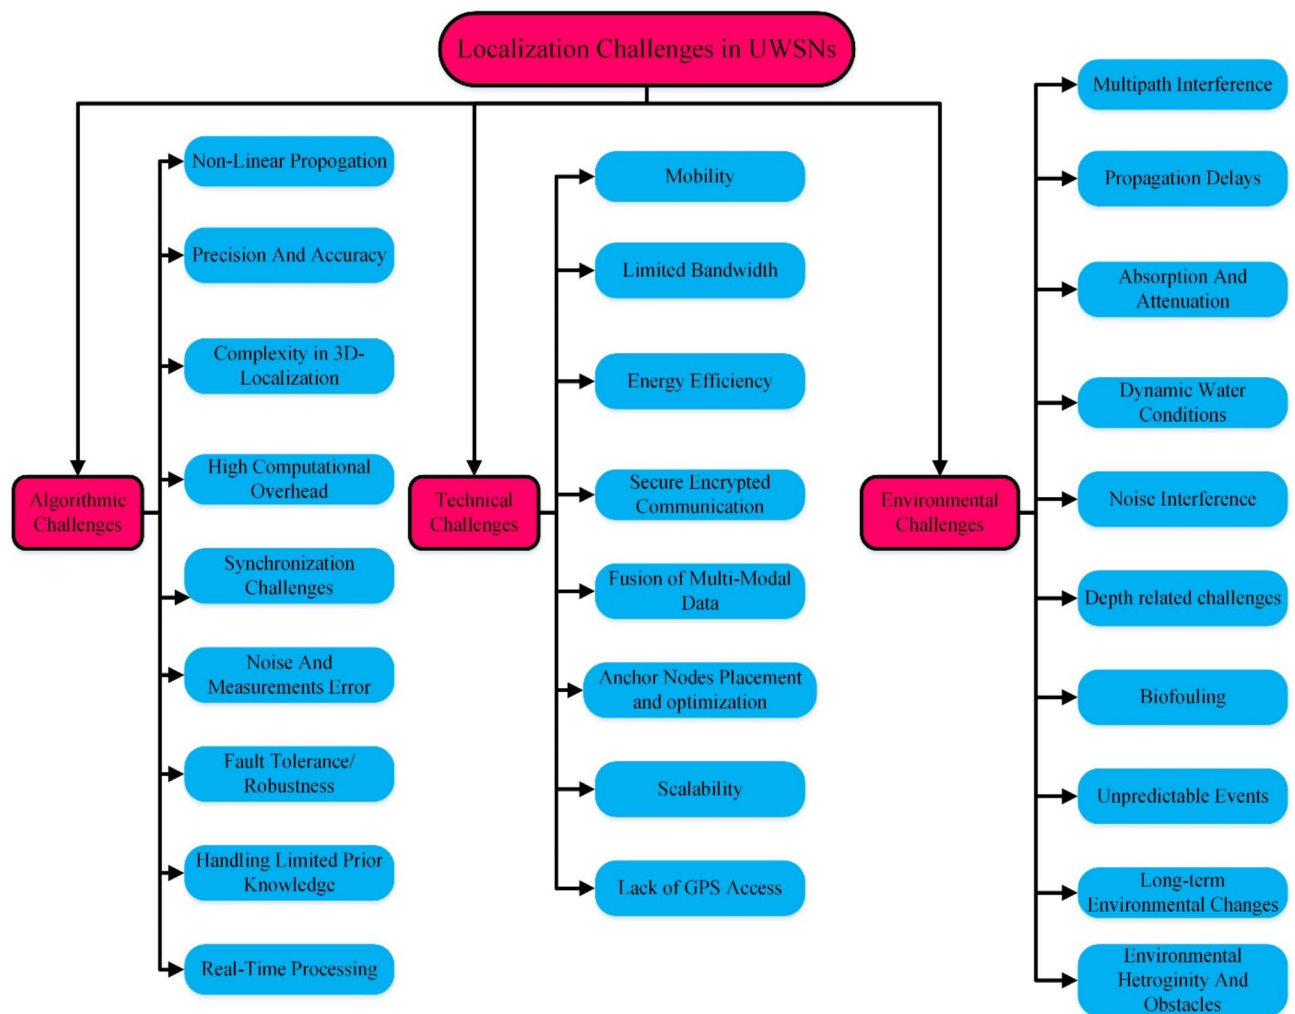 Localization Challenges in UWSNs
Algorithmic
Challenges
Non-Linear Propogation
Precision And Accuracy
Complexity in 3D-
Localization
High Computational
Overhead
Synchronization
Challenges
Noise And
Measurements Error
Fault Tolerance/
Robustness
Handling Limited Prior
Knowledge
Real-Time Processing
Technical
Challenges
Mobility
Limited Bandwidth
Energy Efficiency
Secure Encrypted
Communication
Fusion of Multi-Modal
Data
Anchor Nodes Placement
and optimization
Scalability
Lack of GPS Access
Environmental
Challenges
Multipath Interference
Propagation Delays
Absorption And
Attenuation
Dynamic Water
Conditions
Noise Interference
Depth related challenges
Biofouling
Unpredictable Events
Long-term
Environmental Changes
Environmental
Hetroginity And
Obstacles